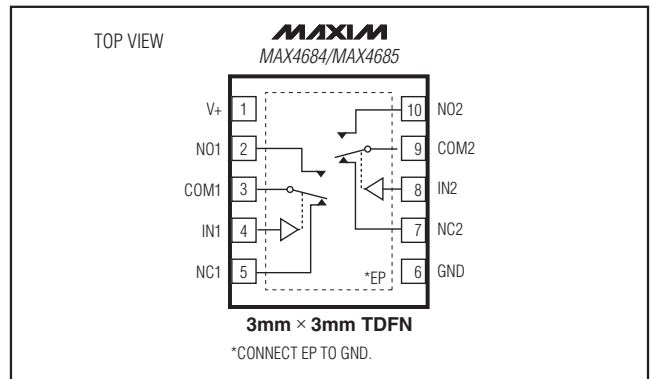 TOP VIEW
MAXIM
MAX4684/MAX4685
V+ 1 10 NO2
NO1 2 9 COM2
COM1 3 8 IN2
IN1 4 7 NC2
NC1 5 *EP 6 GND
3mm × 3mm TDFN
*CONNECT EP TO GND.